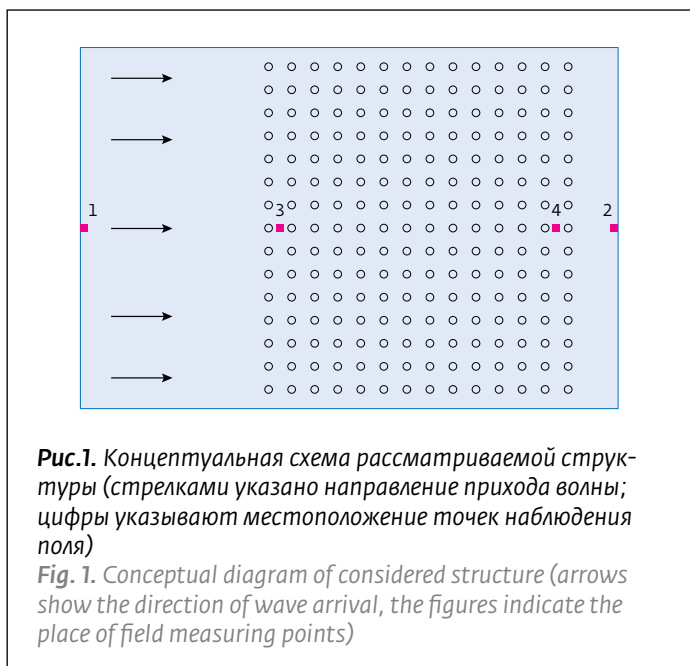 1 3 4 2
Рис.1. Концептуальная схема рассматриваемой струк-
туры (стрелками указано направление прихода волны;
цифры указывают местоположение точек наблюдения
поля)
Fig. 1. Conceptual diagram of considered structure (arrows
show the direction of wave arrival, the figures indicate the
place of field measuring points)